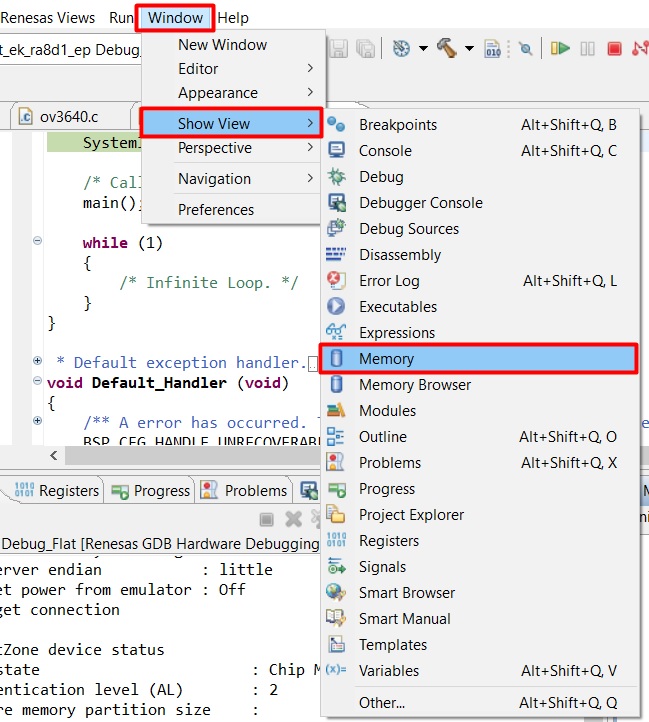 Renesas Views Run Window Help
New Window
t_ek_ra8d1_ep Debug_
Editor
Appearance
ov3640.c
Show View
Breakpoints Alt+Shift+Q, B
Perspective
Console Alt+Shift+Q, C
/* Cal
Debug
Navigation
main();
Debugger Console
Preferences
Debug Sources
while (1)
Disassembly
{
/* Infinite Loop. */
Error Log Alt+Shift+Q, L
}
Executables
}
Expressions
* Default exception handler.
Memory
void Default_Handler (void)
Memory Browser
{
Modules
/** A error has occurred.
BSP_CFG_HANDLE_UNRECOVERAB
Outline Alt+Shift+Q, O
Problems Alt+Shift+Q, X
Registers Progress Problems
Progress
Project Explorer
Debug_Flat [Renesas GDB Hardware Debugging
Registers
erver endian : little
Signals
et power from emulator : Off
Smart Browser
get connection
Smart Manual
Templates
tZone device status
state : Chip M
Variables Alt+Shift+Q, V
entication level (AL) : 2
Other... Alt+Shift+Q, Q
re memory partition size :